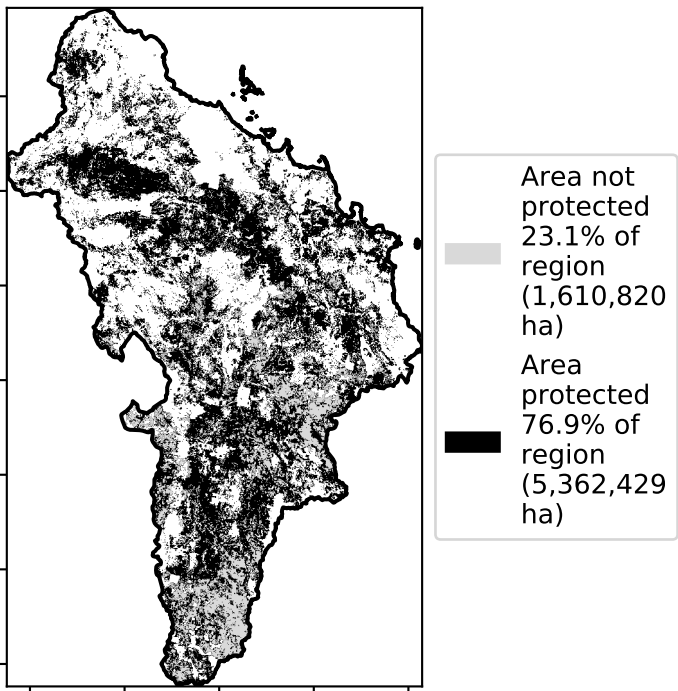 Area not
protected
23.1% of
region
(1,610,820
ha)
Area
protected
76.9% of
region
(5,362,429
ha)